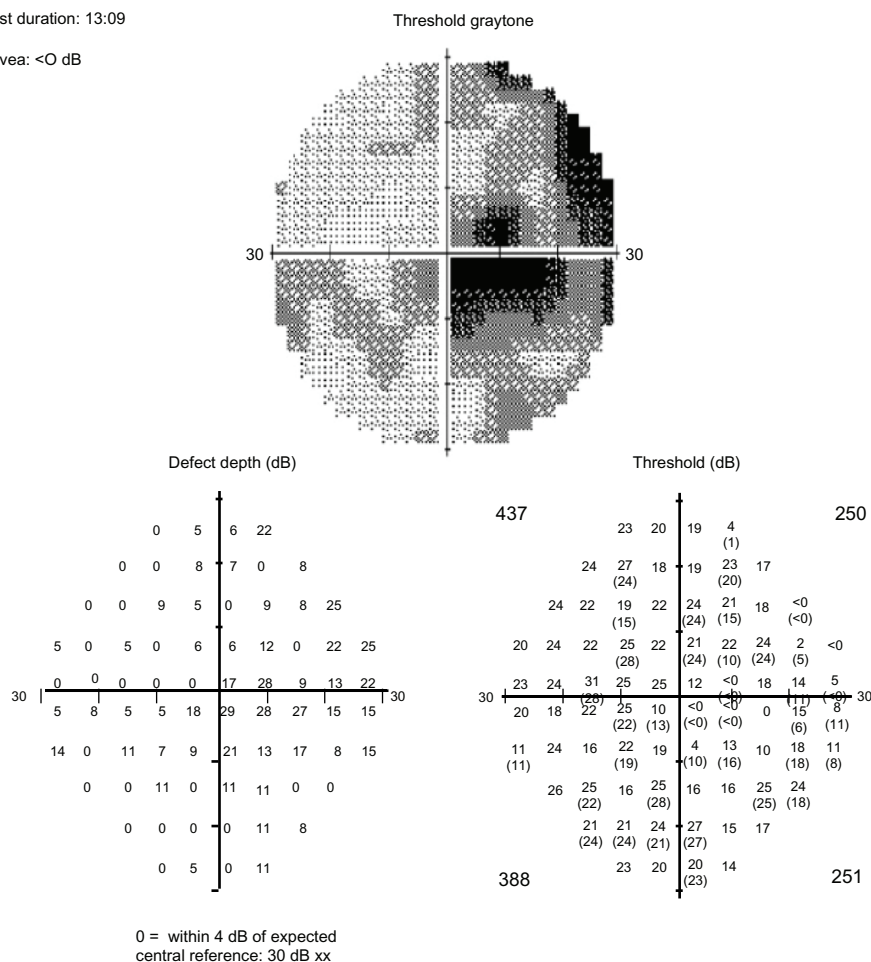 st duration: 13:09
Threshold graytone
vea: <O dB
30 30
Defect depth (dB) Threshold (dB)
437 250
0 5 6 22
23 20 19 4
(1)
0 0 8 7 0 8
24 27 18 19 23 17
(24) (20)
0 0 9 5 0 9 8 25
24 22 19 22 24 21 18 <0
(15) (24) (15) (<0)
5 0 5 0 6 6 12 0 22 25
20 24 22 25 22 21 22 24 2 <0
(28) (24) (10) (24) (5)
0 0 0 0 0 17 28 9 13 22
23 24 31 25 25 12 <0 18 14 5
30 30 30 (28) (<0) (11) (<0) 30
5 8 5 5 18 29 28 27 15 15
20 18 22 25 10 <0 <0 0 15 8
(22) (13) (<0) (<0) (6) (11)
14 0 11 7 9 21 13 17 8 15
11 24 16 22 19 4 13 10 18 11
(11) (19) (10) (16) (18) (8)
0 0 11 0 11 11 0 0
26 25 16 25 16 16 25 24
(22) (28) (25) (18)
0 0 0 0 11 8
21 21 24 27 15 17
(24) (24) (21) (27)
0 5 0 11
23 20 20 14
(23)
388 251
0 = within 4 dB of expected
central reference: 30 dB xx